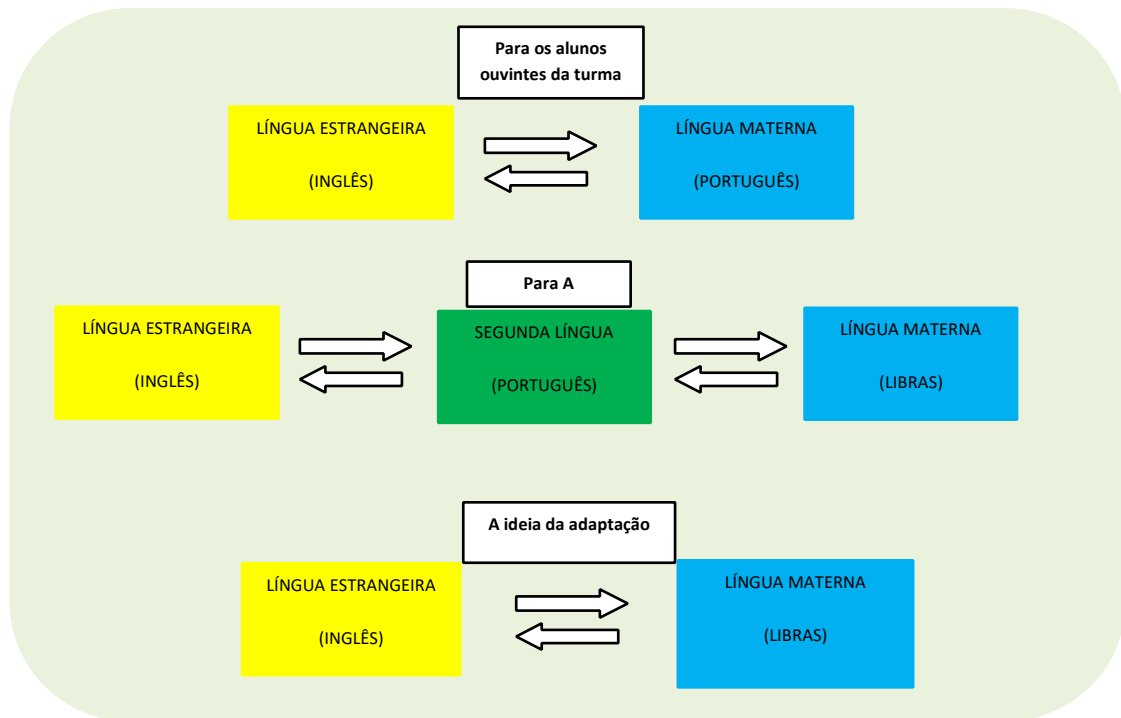 Para os alunos
ouvintes da turma
LÍNGUA ESTRANGEIRA
(INGLÊS)
LÍNGUA MATERNA
(PORTUGUÊS)
Para A
LÍNGUA ESTRANGEIRA
(INGLÊS)
SEGUNDA LÍNGUA
(PORTUGUÊS)
LÍNGUA MATERNA
(LIBRAS)
A ideia da adaptação
LÍNGUA ESTRANGEIRA
(INGLÊS)
LÍNGUA MATERNA
(LIBRAS)